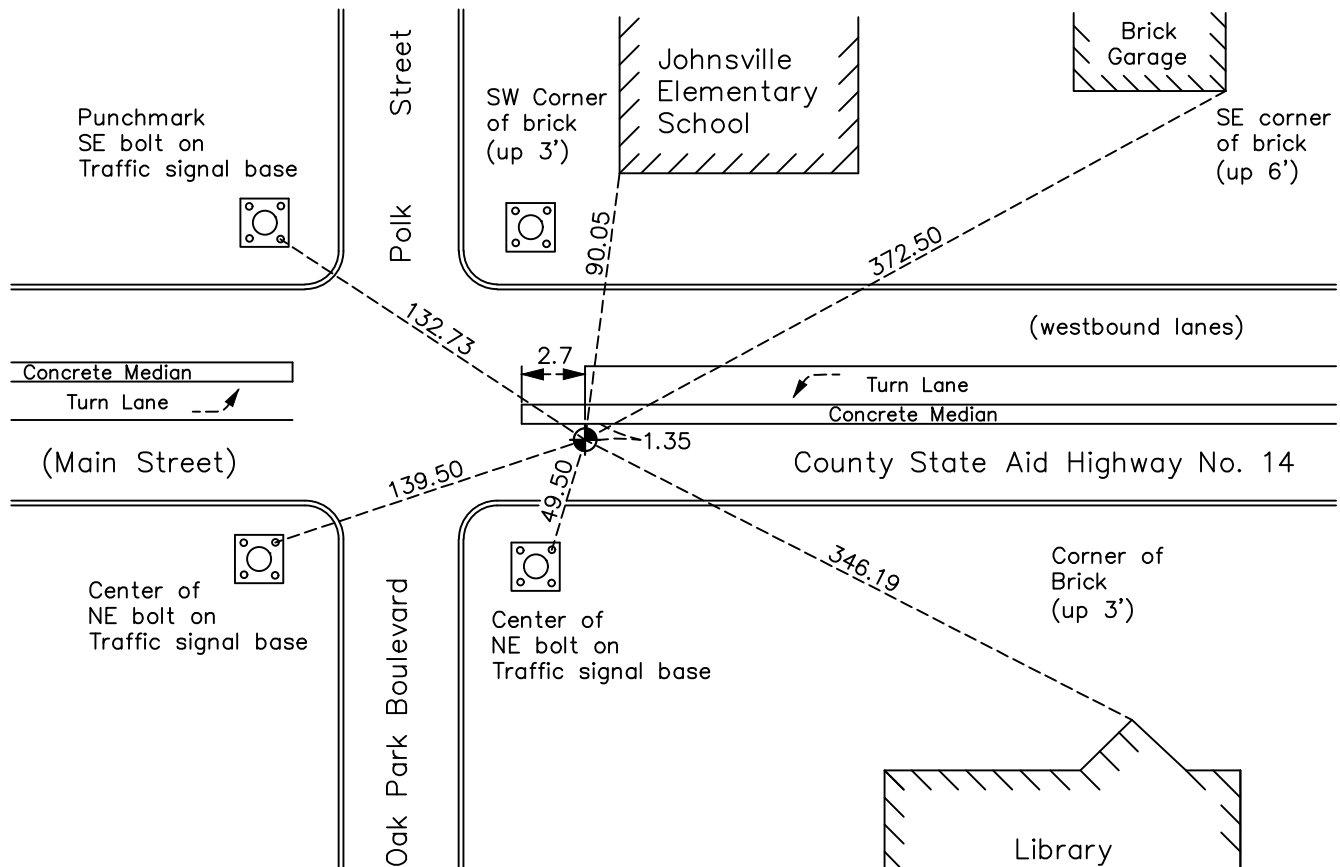 Johnsville
Elementary
School
Brick
Garage
Polk Street
SW Corner
of brick
(up 3')
Punchmark
SE bolt on
Traffic signal base
SE corner
of brick
(up 6')
90.05
372.50
132.73
(westbound lanes)
2.7
Concrete Median
Turn Lane
Turn Lane
Concrete Median
1.35
(Main Street)
County State Aid Highway No. 14
139.50
49.50
346.19
Corner of
Brick
(up 3')
Center of
NE bolt on
Traffic signal base
Center of
NE bolt on
Traffic signal base
Oak Park Boulevard
Library